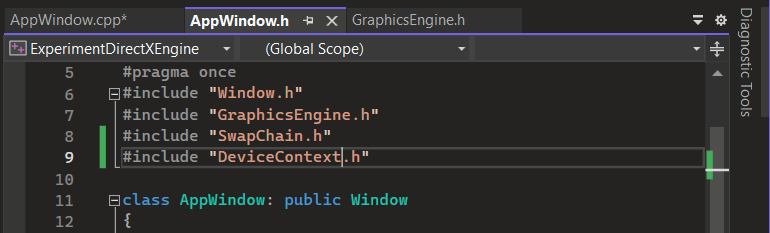 AppWindow.cpp* AppWindow.h GraphicsEngine.h
ExperimentDirectXEngine (Global Scope)
5 #pragma once
6 #include "Window.h"
7 #include "GraphicsEngine.h"
8 #include "SwapChain.h"
9 #include "DeviceContext.h"
10
11 class AppWindow: public Window
12 {
Diagnostic Tools